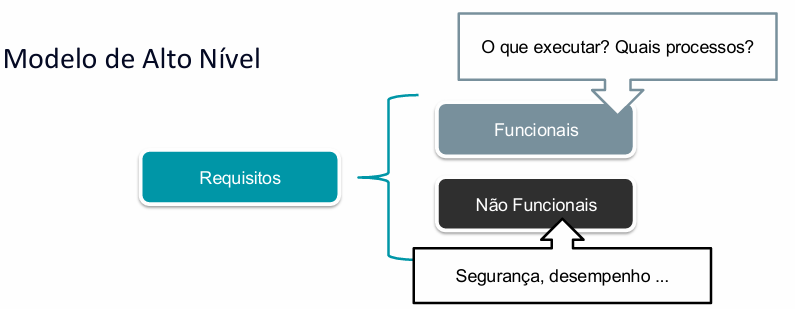 O que executar? Quais processos?
Modelo de Alto Nível
Funcionais
Requisitos
Não Funcionais
Segurança, desempenho ...